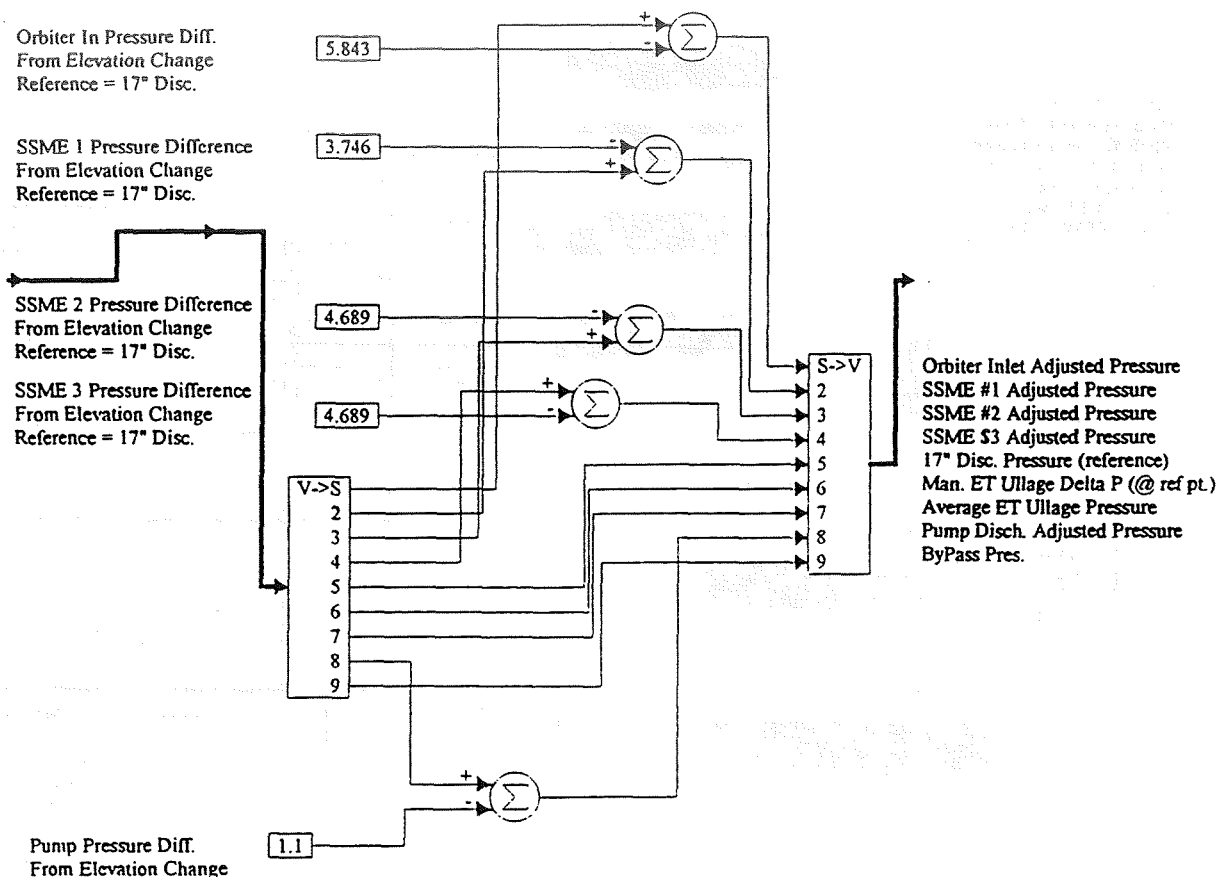 Orbiter In Pressure Diff.
From Elevation Change
Reference = 17" Disc.
5.843
+
-
Σ
SSME 1 Pressure Difference
From Elevation Change
Reference = 17" Disc.
3.746
-
+
Σ
SSME 2 Pressure Difference
From Elevation Change
Reference = 17" Disc.
4.689
-
+
Σ
SSME 3 Pressure Difference
From Elevation Change
Reference = 17" Disc.
4.689
+
-
Σ
V->S
2
3
4
5
6
7
8
9
S->V
2
3
4
5
6
7
8
9
Orbiter Inlet Adjusted Pressure
SSME #1 Adjusted Pressure
SSME #2 Adjusted Pressure
SSME $3 Adjusted Pressure
17" Disc. Pressure (reference)
Man. ET Ullage Delta P (@ ref pt.)
Average ET Ullage Pressure
Pump Disch. Adjusted Pressure
ByPass Pres.
+
-
Σ
Pump Pressure Diff.
From Elevation Change
1.1